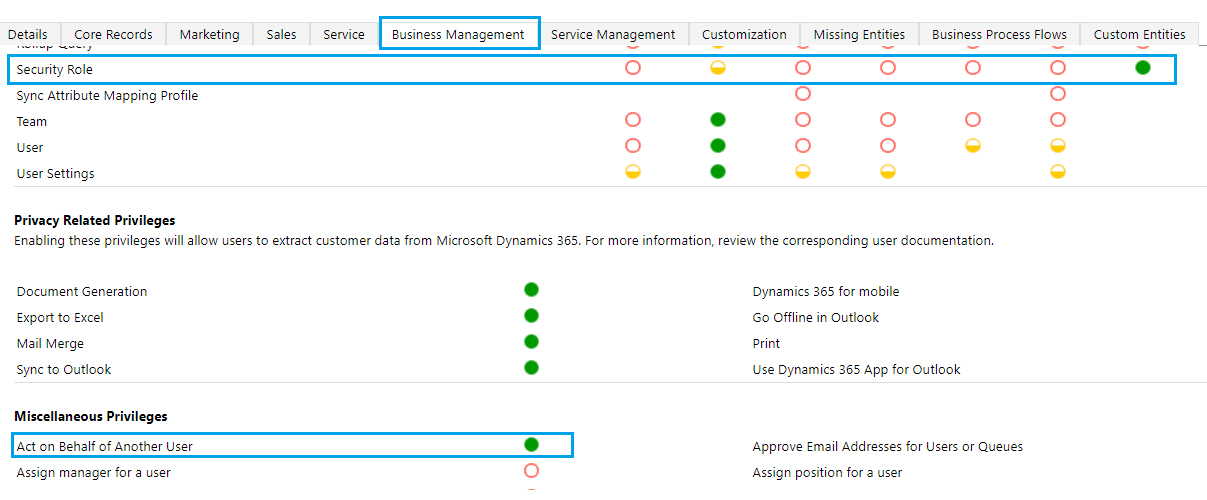 Details Core Records Marketing Sales Service Business Management Service Management Customization Missing Entities Business Process Flows Custom Entities
Rollup Query
Security Role
Sync Attribute Mapping Profile
Team
User
User Settings
Privacy Related Privileges
Enabling these privileges will allow users to extract customer data from Microsoft Dynamics 365. For more information, review the corresponding user documentation.
Document Generation Dynamics 365 for mobile
Export to Excel Go Offline in Outlook
Mail Merge Print
Sync to Outlook Use Dynamics 365 App for Outlook
Miscellaneous Privileges
Act on Behalf of Another User Approve Email Addresses for Users or Queues
Assign manager for a user Assign position for a user